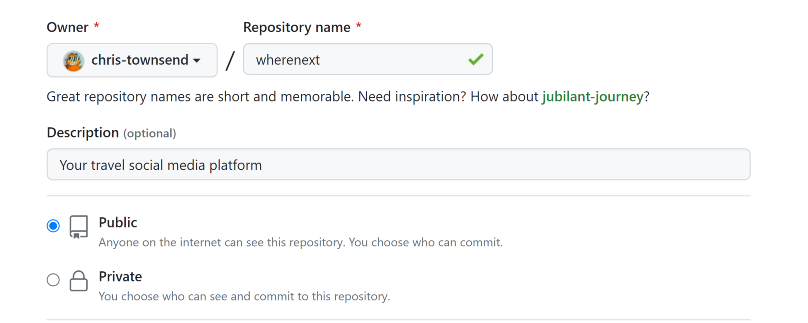 Owner * Repository name *
chris-townsend / wherenext
Great repository names are short and memorable. Need inspiration? How about jubilant-journey?
Description (optional)
Your travel social media platform
Public
Anyone on the internet can see this repository. You choose who can commit.
Private
You choose who can see and commit to this repository.